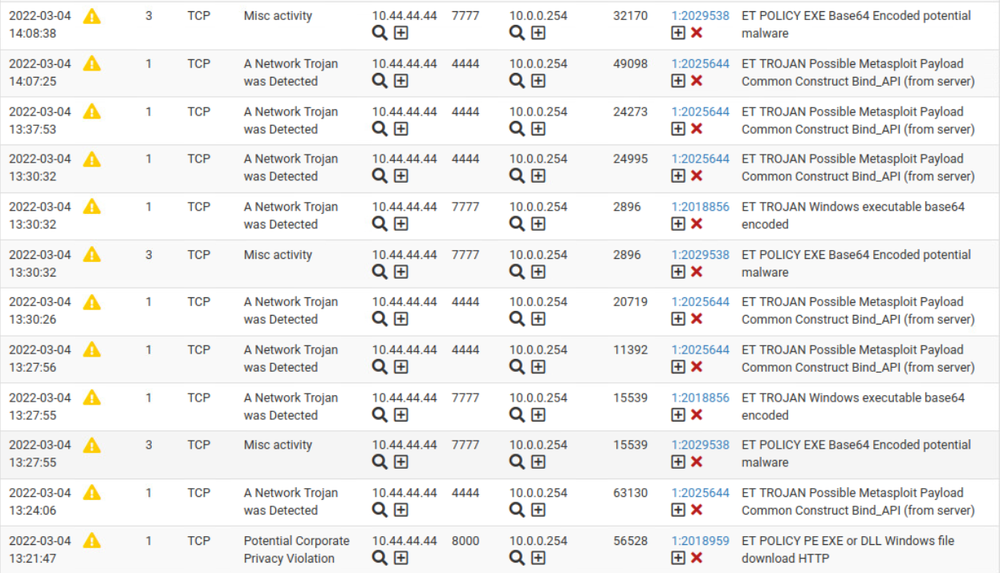 2022-03-04 3 TCP Misc activity 10.44.44.44 7777 10.0.0.254 32170 1:2029538 ET POLICY EXE Base64 Encoded potential
14:08:38 malware
2022-03-04 1 TCP A Network Trojan 10.44.44.44 4444 10.0.0.254 49098 1:2025644 ET TROJAN Possible Metasploit Payload
14:07:25 was Detected Common Construct Bind_API (from server)
2022-03-04 1 TCP A Network Trojan 10.44.44.44 4444 10.0.0.254 24273 1:2025644 ET TROJAN Possible Metasploit Payload
13:37:53 was Detected Common Construct Bind_API (from server)
2022-03-04 1 TCP A Network Trojan 10.44.44.44 4444 10.0.0.254 24995 1:2025644 ET TROJAN Possible Metasploit Payload
13:30:32 was Detected Common Construct Bind_API (from server)
2022-03-04 1 TCP A Network Trojan 10.44.44.44 7777 10.0.0.254 2896 1:2018856 ET TROJAN Windows executable base64
13:30:32 was Detected encoded
2022-03-04 3 TCP Misc activity 10.44.44.44 7777 10.0.0.254 2896 1:2029538 ET POLICY EXE Base64 Encoded potential
13:30:32 malware
2022-03-04 1 TCP A Network Trojan 10.44.44.44 4444 10.0.0.254 20719 1:2025644 ET TROJAN Possible Metasploit Payload
13:30:26 was Detected Common Construct Bind_API (from server)
2022-03-04 1 TCP A Network Trojan 10.44.44.44 4444 10.0.0.254 11392 1:2025644 ET TROJAN Possible Metasploit Payload
13:27:56 was Detected Common Construct Bind_API (from server)
2022-03-04 1 TCP A Network Trojan 10.44.44.44 7777 10.0.0.254 15539 1:2018856 ET TROJAN Windows executable base64
13:27:55 was Detected encoded
2022-03-04 3 TCP Misc activity 10.44.44.44 7777 10.0.0.254 15539 1:2029538 ET POLICY EXE Base64 Encoded potential
13:27:55 malware
2022-03-04 1 TCP A Network Trojan 10.44.44.44 4444 10.0.0.254 63130 1:2025644 ET TROJAN Possible Metasploit Payload
13:24:06 was Detected Common Construct Bind_API (from server)
2022-03-04 1 TCP Potential Corporate 10.44.44.44 8000 10.0.0.254 56528 1:2018959 ET POLICY PE EXE or DLL Windows file
13:21:47 Privacy Violation download HTTP